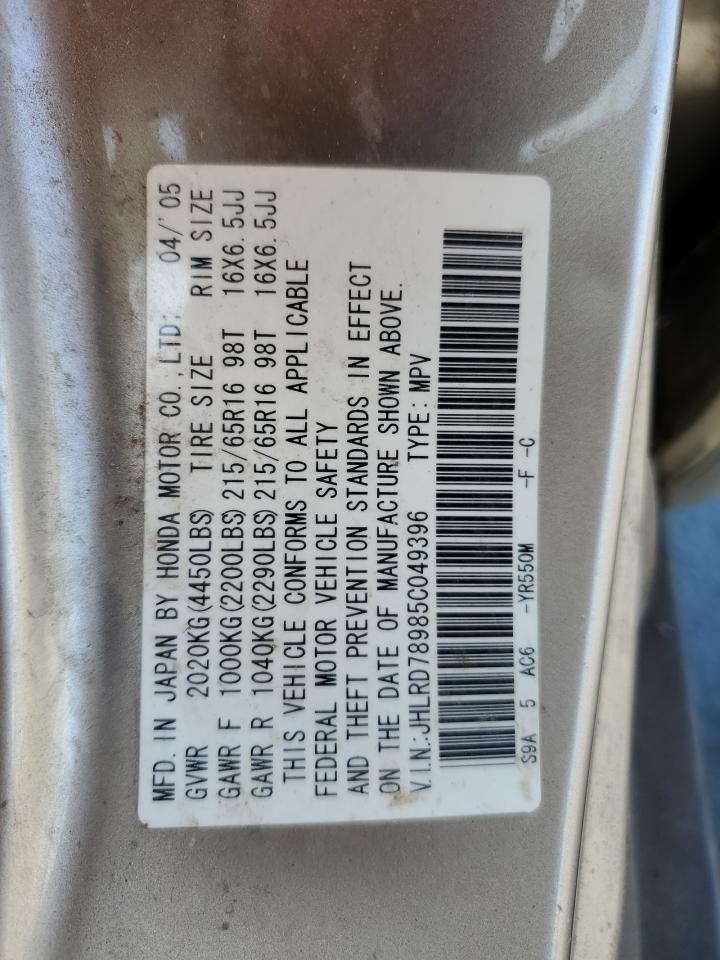 MFD. IN JAPAN BY HONDA MOTOR CO., LTD. 04/'05
GVWR 2020KG(4450LBS) TIRE SIZE RIM SIZE
GAWR F 1000KG(2200LBS) 215/65R16 98T 16X6.5JJ
GAWR R 1040KG(2290LBS) 215/65R16 98T 16X6.5JJ
THIS VEHICLE CONFORMS TO ALL APPLICABLE
FEDERAL MOTOR VEHICLE SAFETY
AND THEFT PREVENTION STANDARDS IN EFFECT
ON THE DATE OF MANUFACTURE SHOWN ABOVE.
V.I.N.:JHLRD78985C049396 TYPE: MPV
S9A 5 AC6 -YR550M -F -C